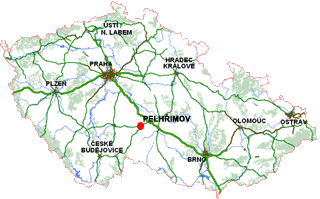 ÚSTÍ
N. LABEM
PRAHA
HRADEC
KRÁLOVÉ
PLZEŇ
PELHŘIMOV
OLOMOUC
OSTRAV
ČESKÉ
BUDĚJOVICE
BRNO